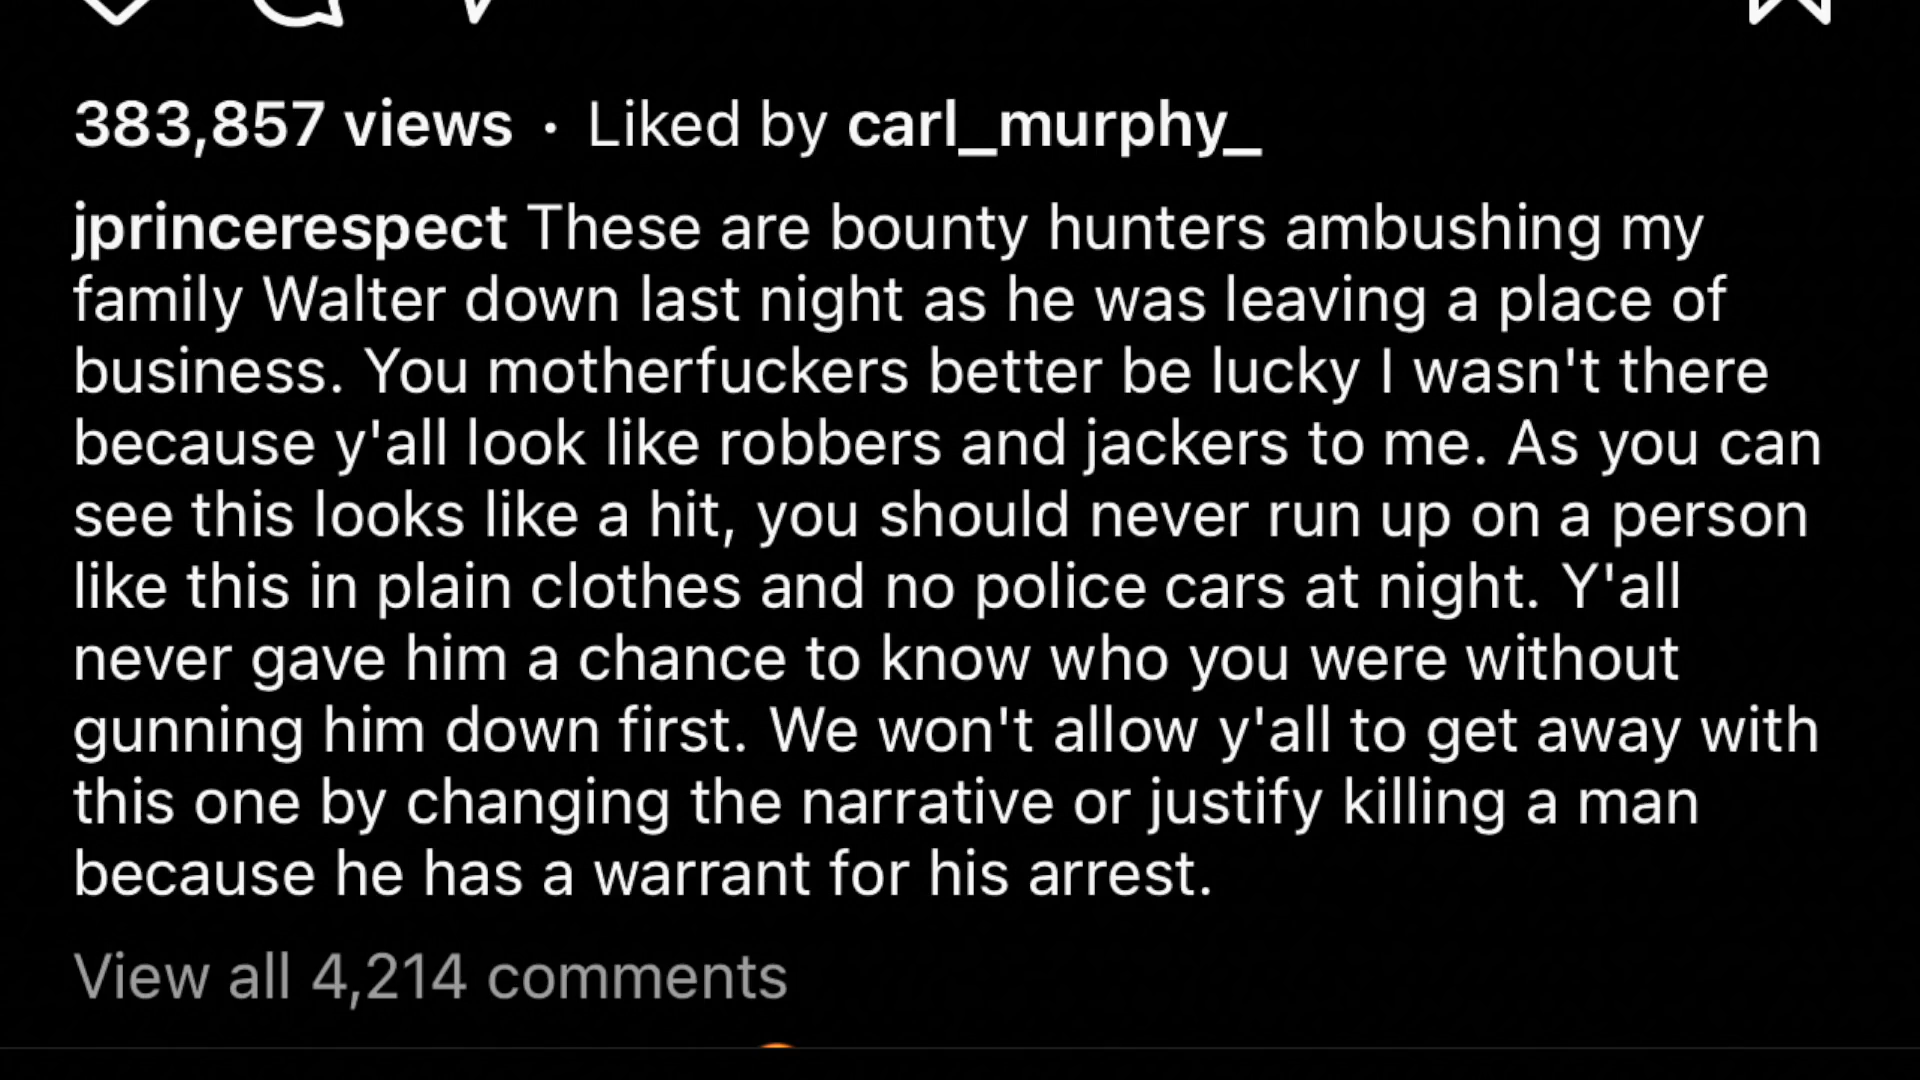 383,857 views · Liked by carl_murphy_
jprincerespect These are bounty hunters ambushing my
family Walter down last night as he was leaving a place of
business. You motherfuckers better be lucky I wasn't there
because y'all look like robbers and jackers to me. As you can
see this looks like a hit, you should never run up on a person
like this in plain clothes and no police cars at night. Y'all
never gave him a chance to know who you were without
gunning him down first. We won't allow y'all to get away with
this one by changing the narrative or justify killing a man
because he has a warrant for his arrest.
View all 4,214 comments